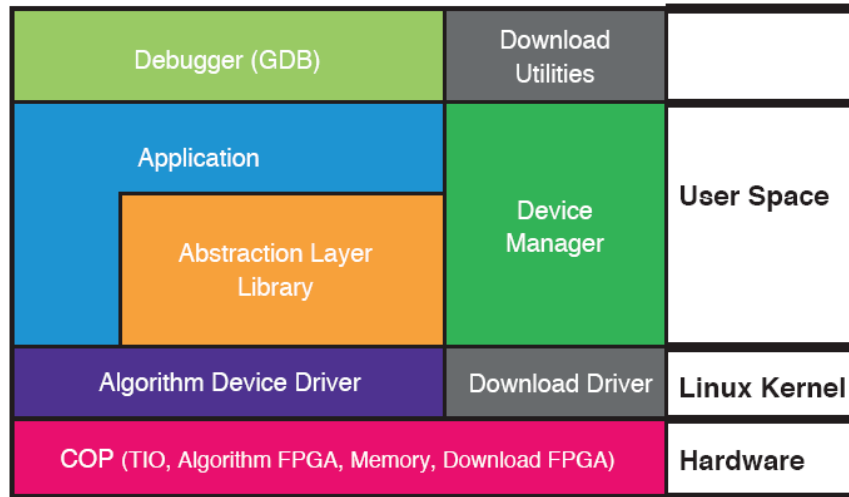 Debugger (GDB)
Download
Utilities
Application
Abstraction Layer
Library
Device
Manager
User Space
Algorithm Device Driver
Download Driver
Linux Kernel
COP (TIO, Algorithm FPGA, Memory, Download FPGA)
Hardware